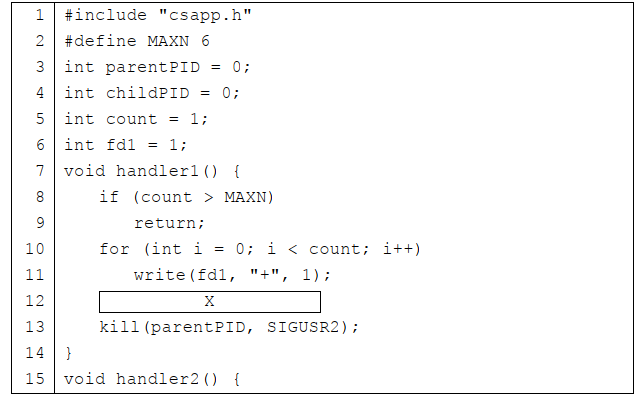 1 #include "csapp.h"
2 #define MAXN 6
3 int parentPID = 0;
4 int childPID = 0;
5 int count = 1;
6 int fd1 = 1;
7 void handler1() {
8 if (count > MAXN)
9 return;
10 for (int i = 0; i < count; i++)
11 write(fd1, "+", 1);
12 X
13 kill(parentPID, SIGUSR2);
14 }
15 void handler2() {